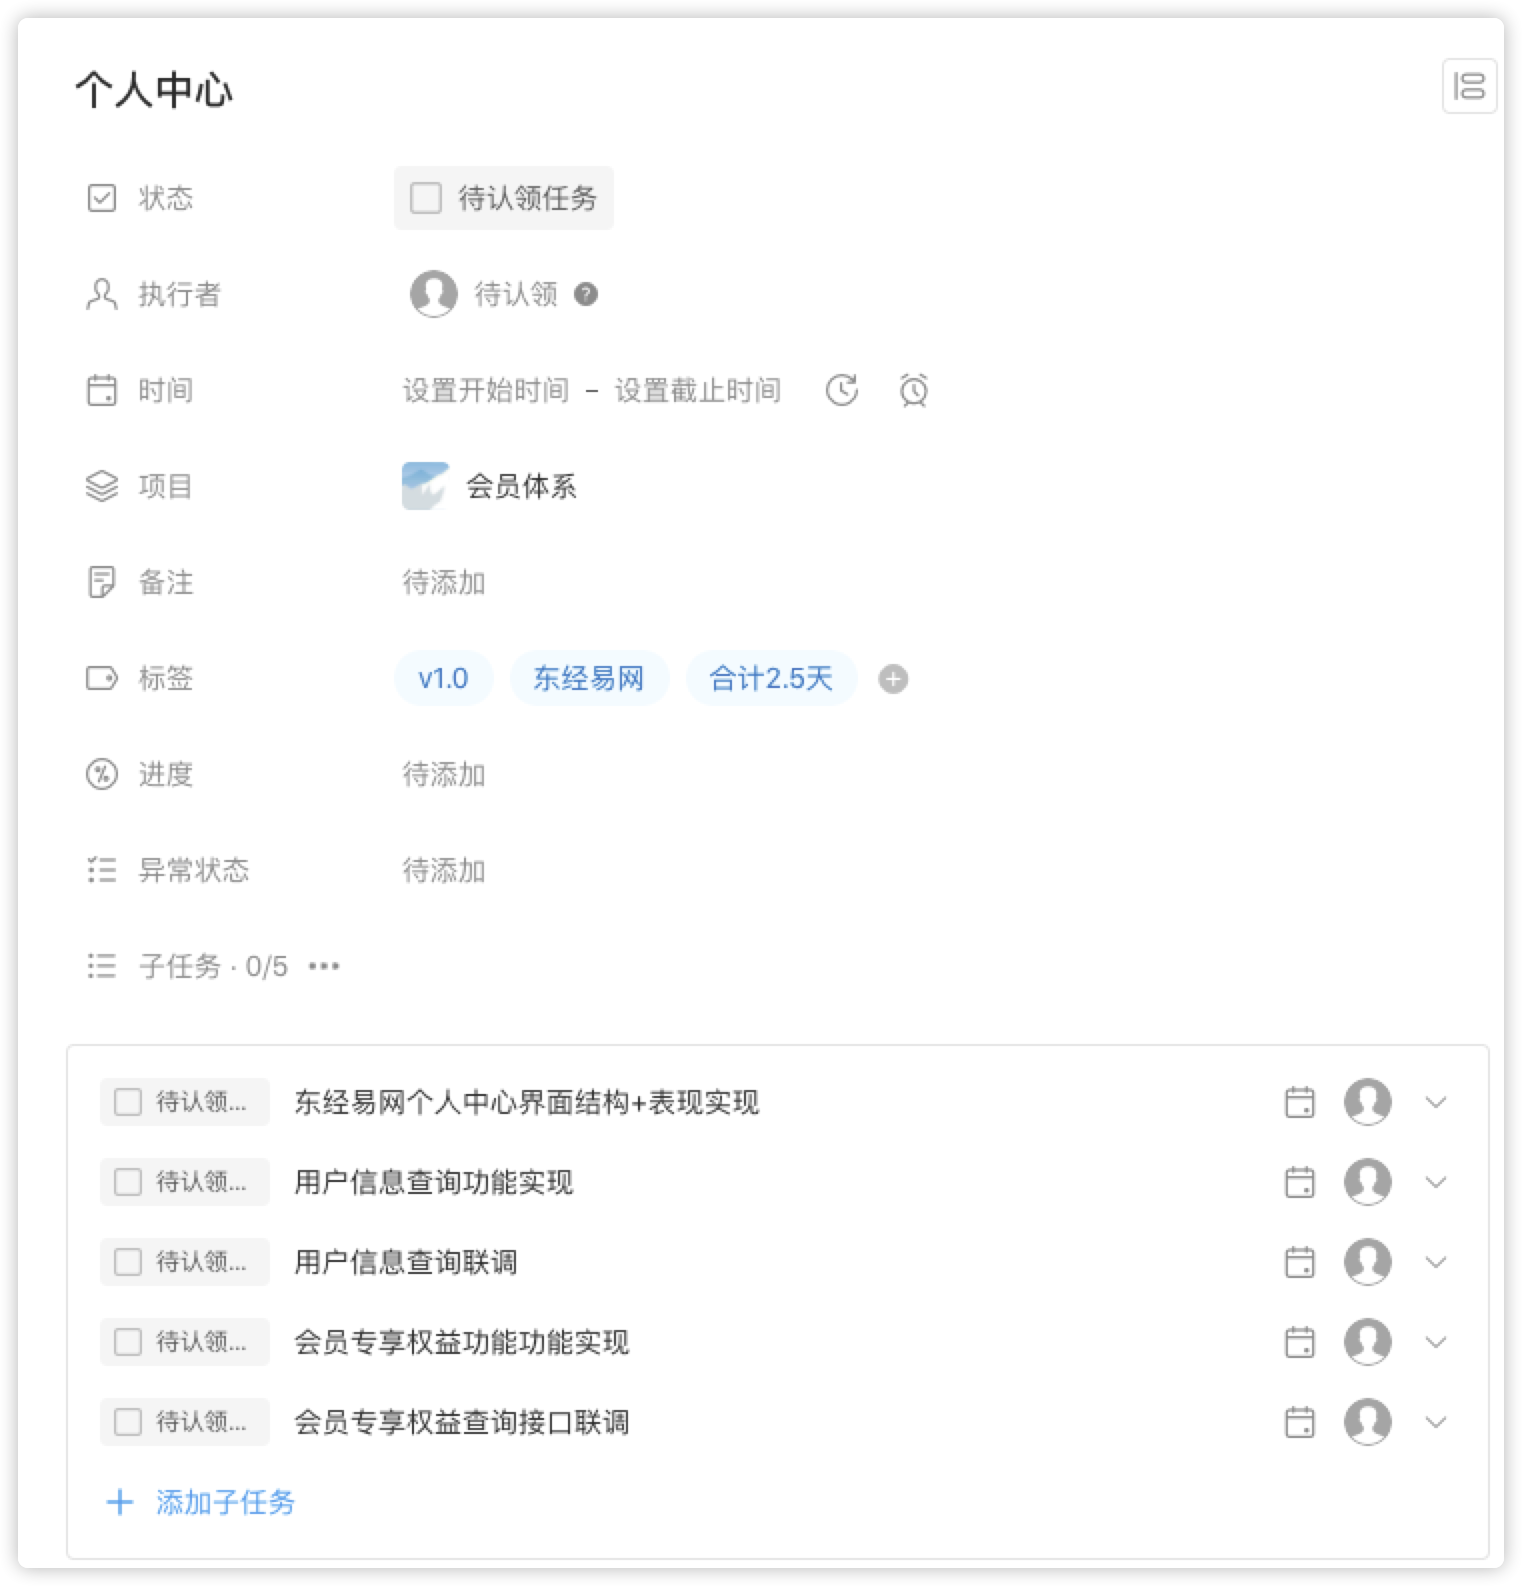 个人中心
状态 待认领任务
执行者 待认领 ?
时间 设置开始时间 - 设置截止时间
项目 会员体系
备注 待添加
标签 v1.0 东经易网 合计2.5天
进度 待添加
异常状态 待添加
子任务 · 0/5 •••
待认领... 东经易网个人中心界面结构+表现实现
待认领... 用户信息查询功能实现
待认领... 用户信息查询联调
待认领... 会员专享权益功能功能实现
待认领... 会员专享权益查询接口联调
+ 添加子任务